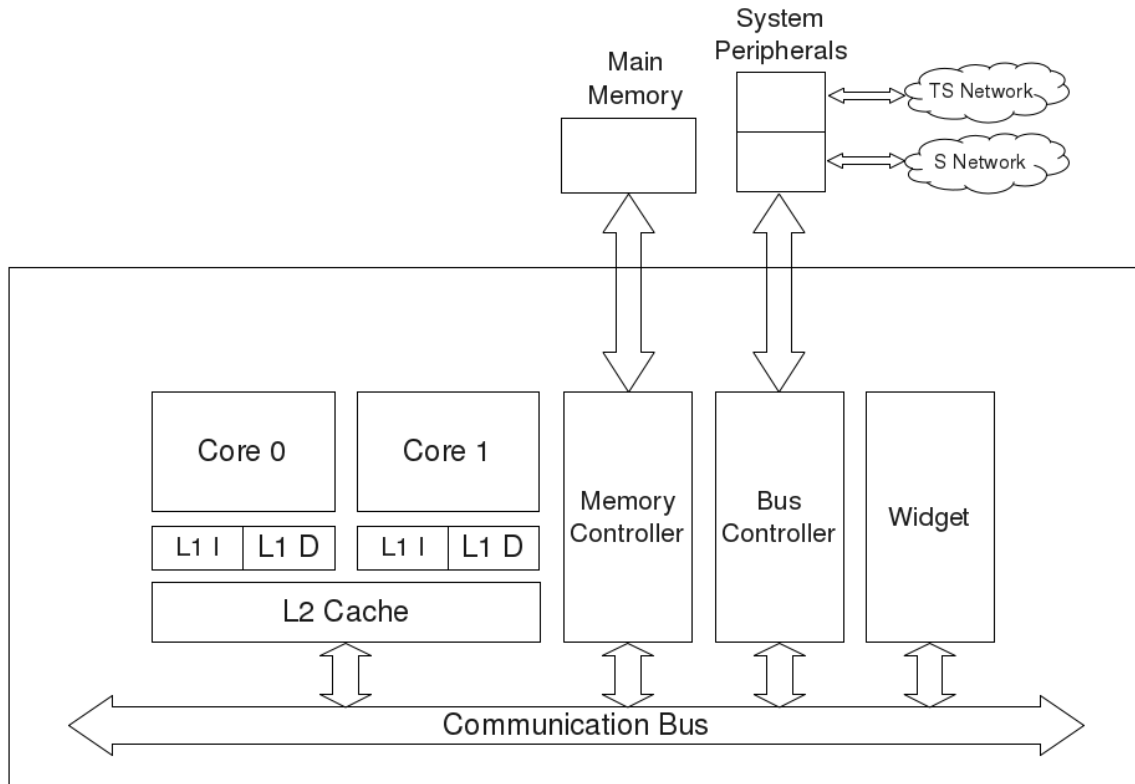 System
Peripherals
Main
Memory
TS Network
S Network
Core 0
Core 1
Memory
Controller
Bus
Controller
Widget
L1 I
L1 D
L1 I
L1 D
L2 Cache
Communication Bus